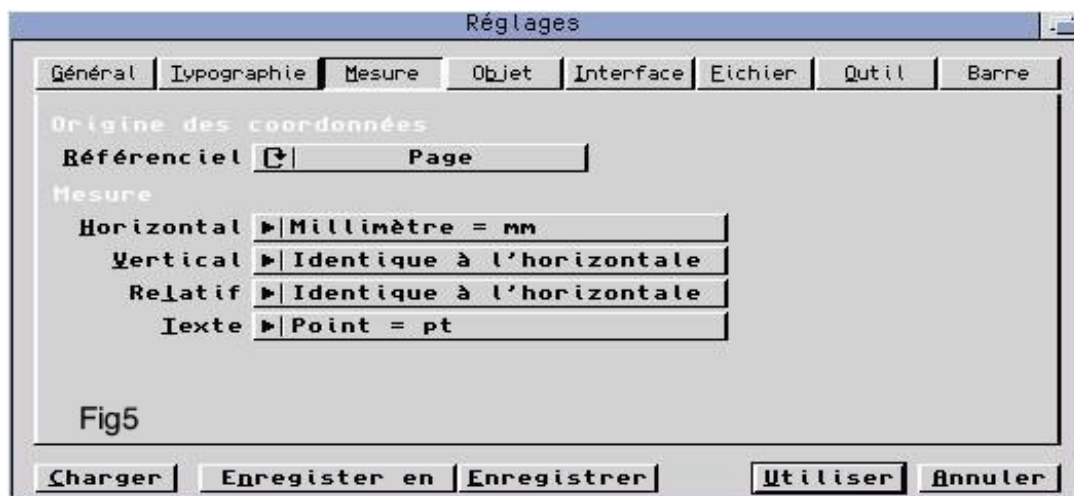 Réglages
Général Typographie Mesure Objet Interface Fichier Outil Barre
Origine des coordonnées
Référenciel Page
Mesure
Horizontal Millimètre = mm
Vertical Identique à l'horizontale
Relatif Identique à l'horizontale
Texte Point = pt
Fig5
Charger Enregister en Enregistrer Utiliser Annuler